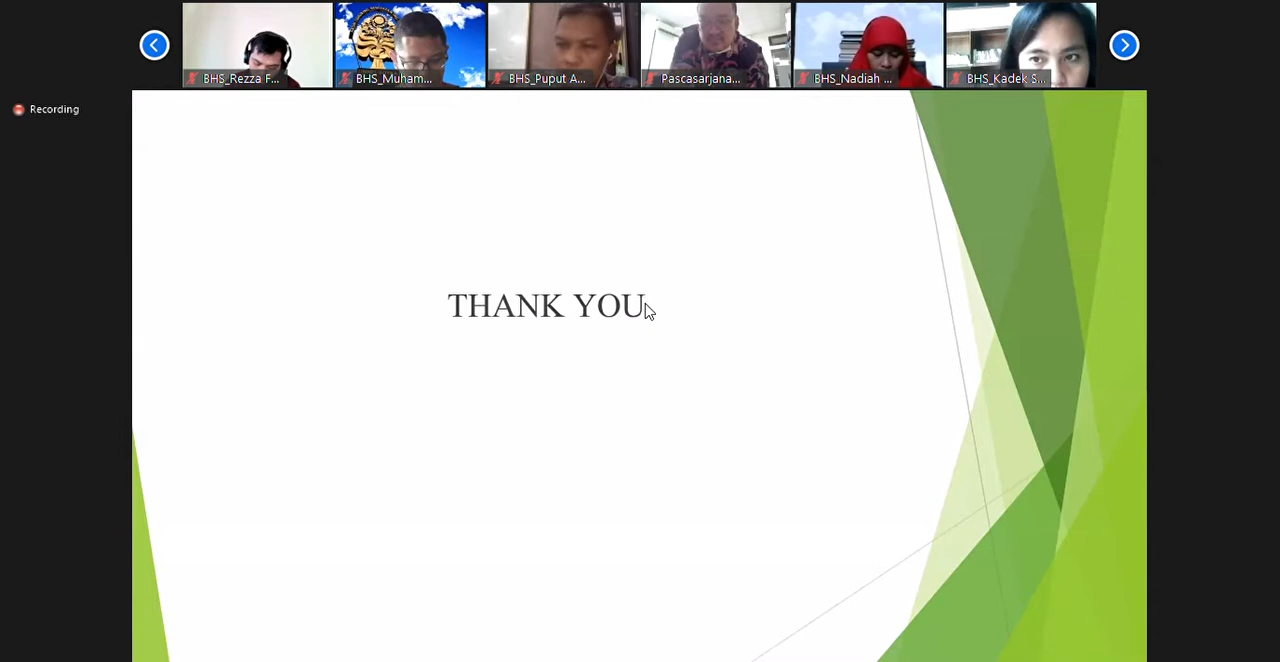 BHS_Rezza F...
BHS_Muham...
BHS_Puput A...
Pascasarjana...
BHS_Nadiah ...
BHS_Kadek S...
Recording
THANK YOU